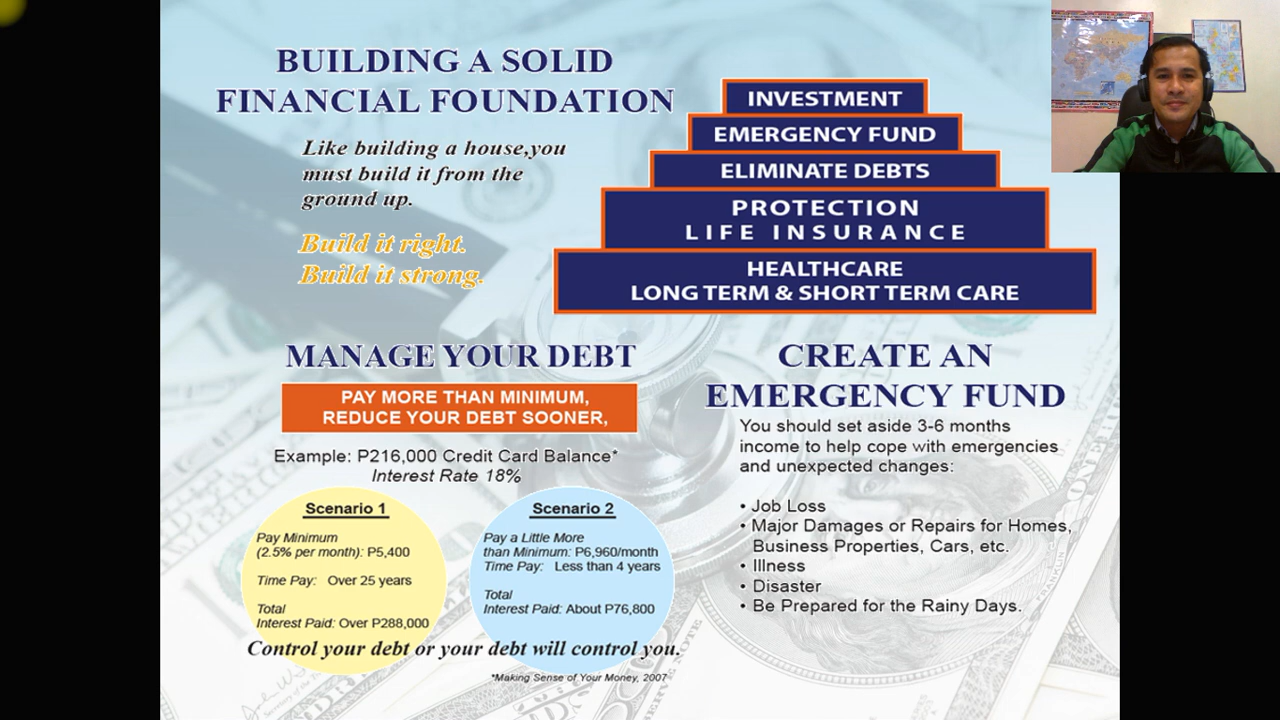 BUILDING A SOLID
FINANCIAL FOUNDATION
Like building a house,you
must build it from the
ground up.
Build it right.
Build it strong.
INVESTMENT
EMERGENCY FUND
ELIMINATE DEBTS
PROTECTION
LIFE INSURANCE
HEALTHCARE
LONG TERM & SHORT TERM CARE
MANAGE YOUR DEBT
PAY MORE THAN MINIMUM,
REDUCE YOUR DEBT SOONER,
Example: P216,000 Credit Card Balance*
Interest Rate 18%
Scenario 1
Pay Minimum
(2.5% per month): P5,400
Time Pay: Over 25 years
Total
Interest Paid: Over P288,000
Scenario 2
Pay a Little More
than Minimum: P6,960/month
Time Pay: Less than 4 years
Total
Interest Paid: About P76,800
Control your debt or your debt will control you.
*Making Sense of Your Money, 2007
CREATE AN
EMERGENCY FUND
You should set aside 3-6 months
income to help cope with emergencies
and unexpected changes:
• Job Loss
• Major Damages or Repairs for Homes,
Business Properties, Cars, etc.
• Illness
• Disaster
• Be Prepared for the Rainy Days.